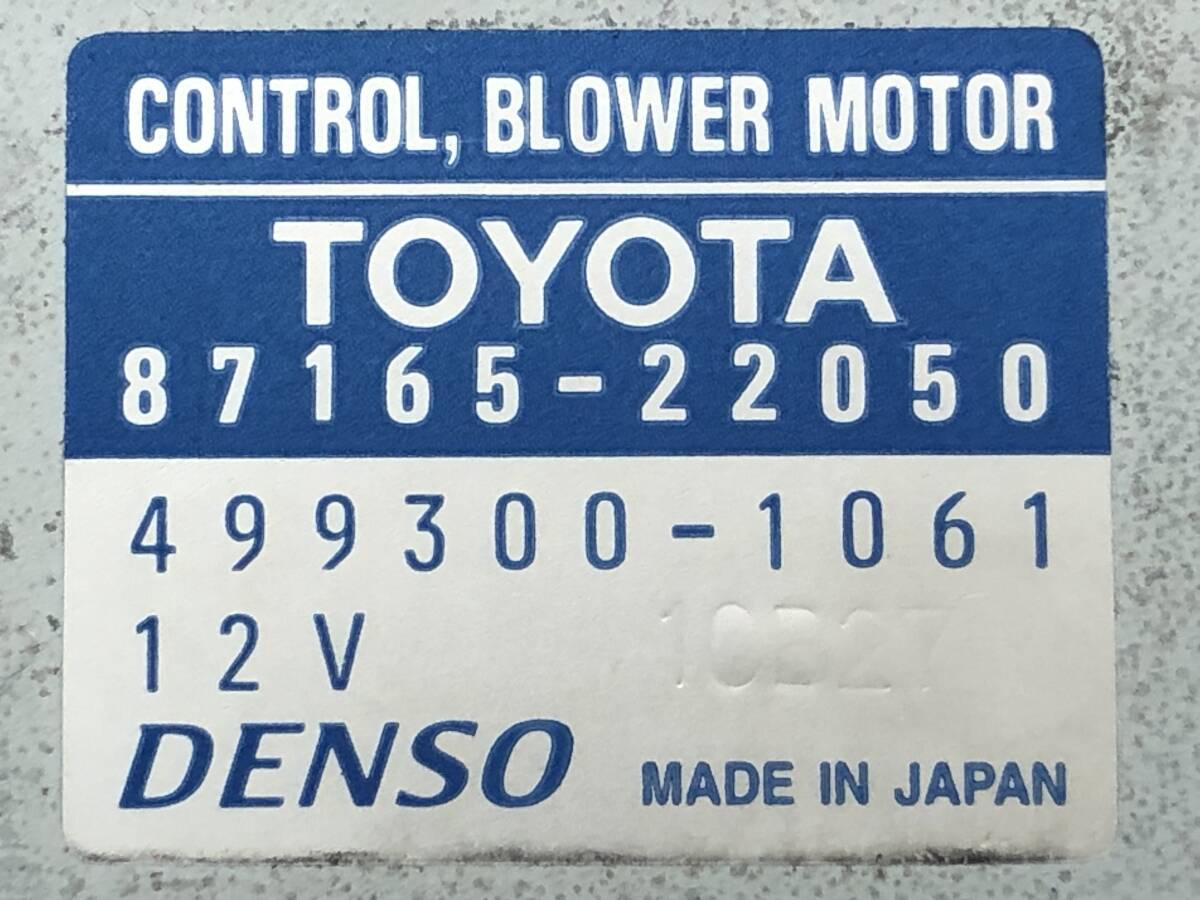 CONTROL, BLOWER MOTOR
TOYOTA
87165-22050
499300-1061
12V
DENSO
MADE IN JAPAN